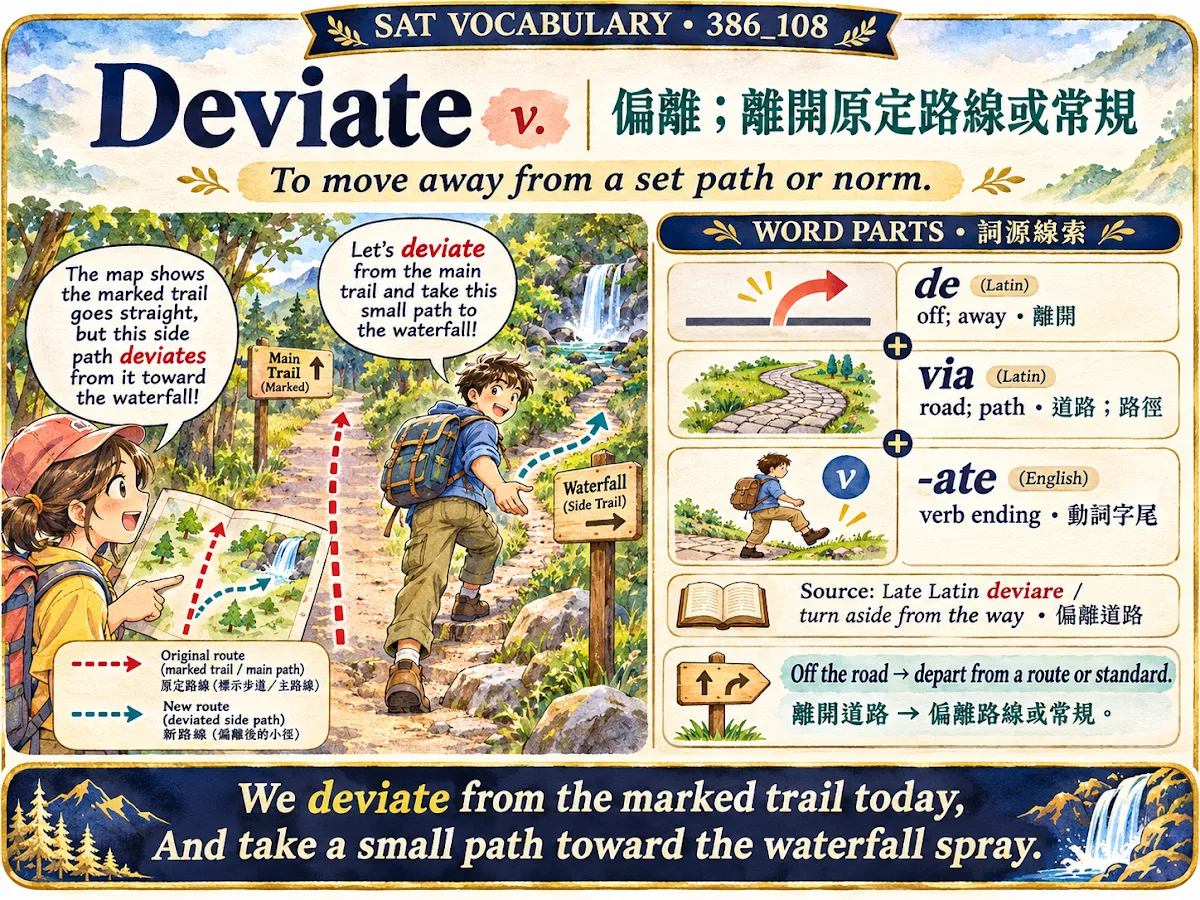 SAT VOCABULARY • 386_108
Deviate v.
偏離；離開原定路線或常規
To move away from a set path or norm.
The map shows
the marked trail
goes straight,
but this side
path deviates
from it toward
the waterfall!
Let's deviate
from the main
trail and take this
small path to
the waterfall!
Main
Trail
(Marked)
Waterfall
(Side Trail)
Original route
(marked trail / main path)
原定路線 (標示步道／主路線)
New route
(deviated side path)
新路線 (偏離後的小徑)
WORD PARTS • 詞源線索
de (Latin)
off; away • 離開
+
via (Latin)
road; path • 道路；路徑
+
v
-ate (English)
verb ending • 動詞字尾
Source: Late Latin deviare /
turn aside from the way • 偏離道路
Off the road → depart from a route or standard.
離開道路 → 偏離路線或常規。
We deviate from the marked trail today,
And take a small path toward the waterfall spray.